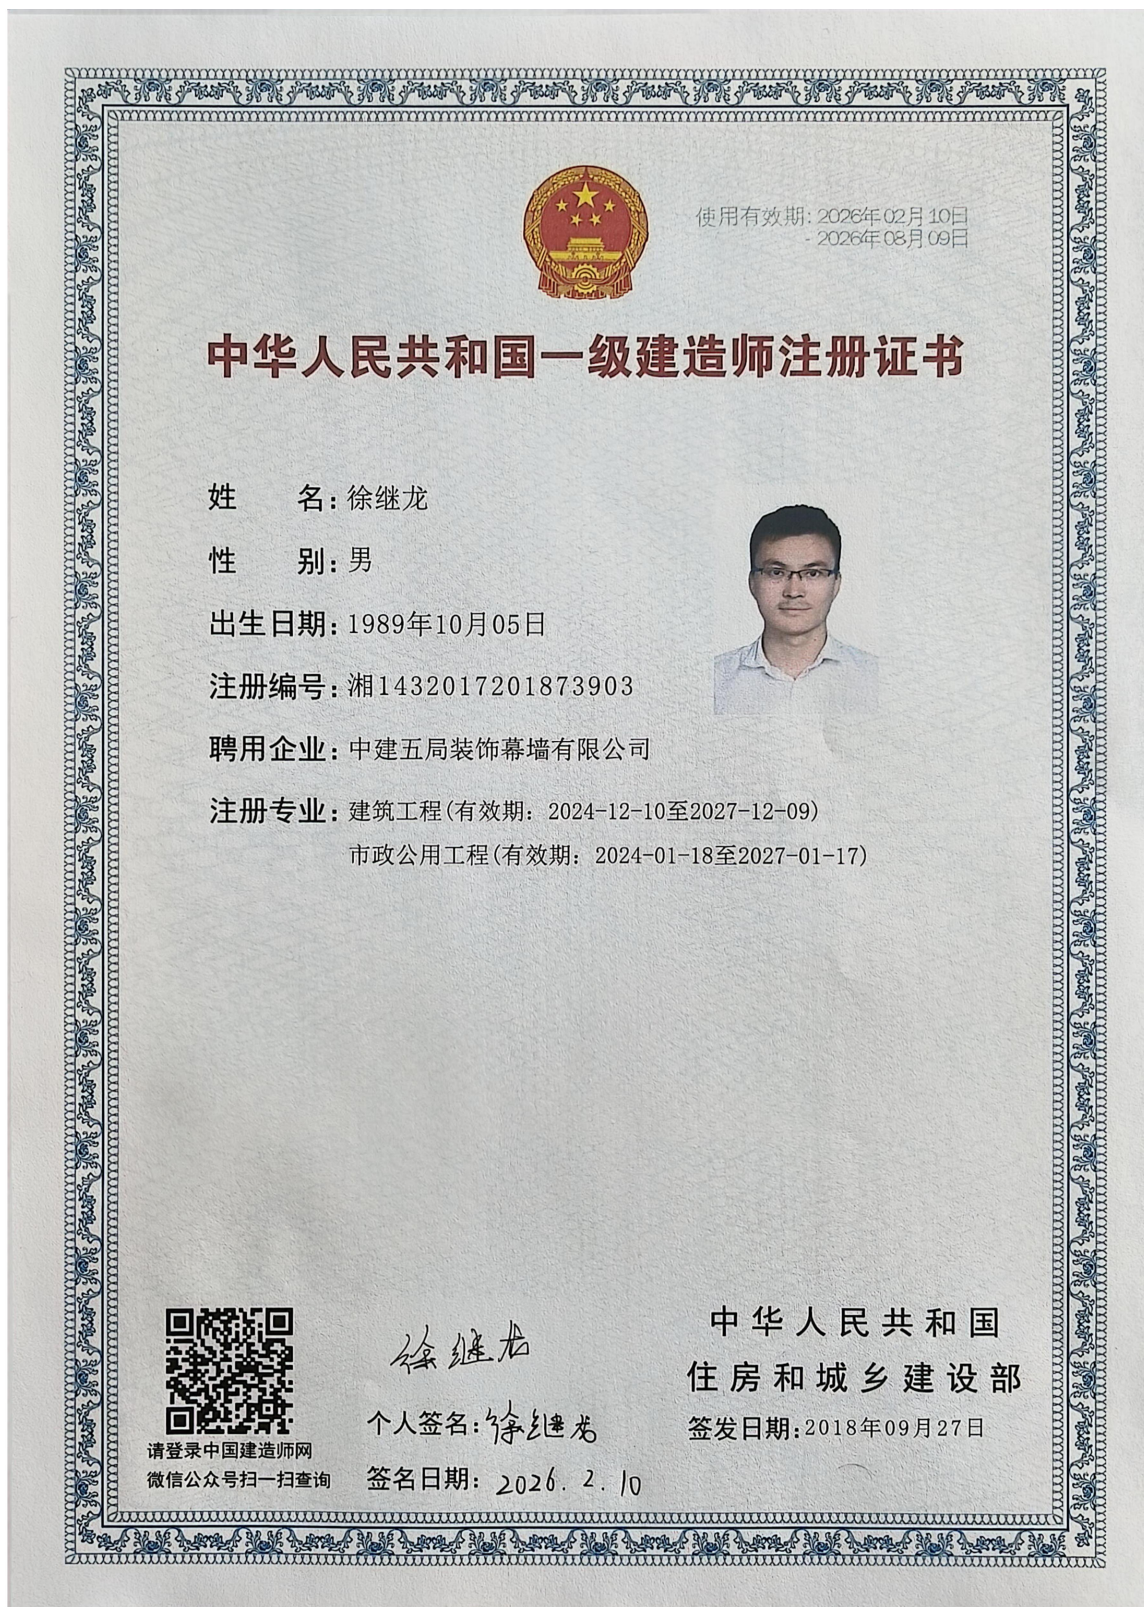 使用有效期: 2026年02月10日
- 2026年08月09日
中华人民共和国一级建造师注册证书
姓 名: 徐继龙
性 别: 男
出生日期: 1989年10月05日
注册编号: 湘1432017201873903
聘用企业: 中建五局装饰幕墙有限公司
注册专业: 建筑工程(有效期: 2024-12-10至2027-12-09)
市政公用工程(有效期: 2024-01-18至2027-01-17)
中华人民共和国
住房和城乡建设部
签发日期: 2018年09月27日
徐继龙
个人签名: 徐继龙
签名日期: 2026.2.10
请登录中国建造师网
微信公众号扫一扫查询